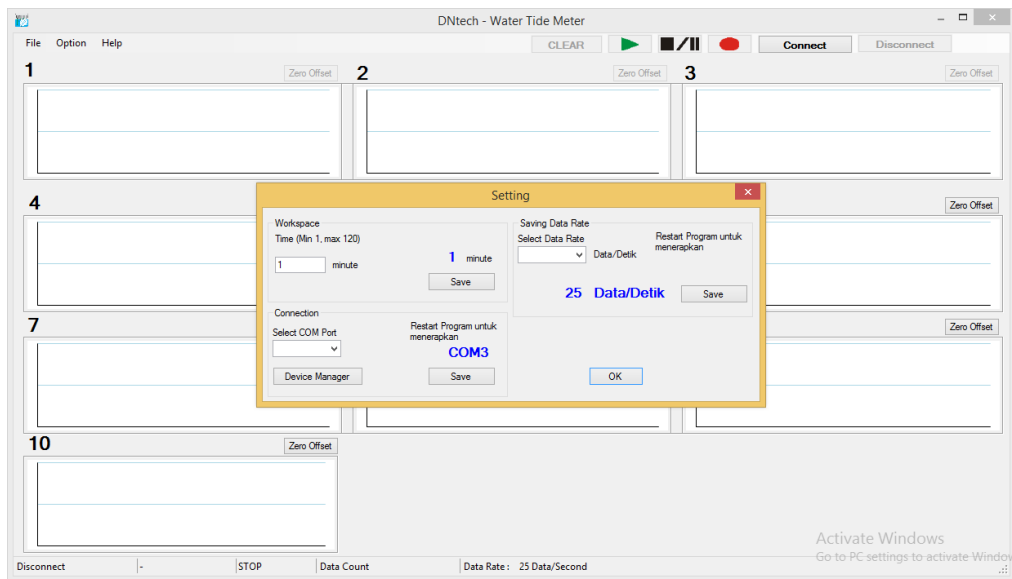 DNtech - Water Tide Meter
File Option Help
CLEAR
Connect
Disconnect
1
Zero Offset
2
Zero Offset
3
Zero Offset
Setting
4
Zero Offset
Workspace
Time (Min 1, max 120)
1 minute
1 minute
Save
Saving Data Rate
Select Data Rate
Data/Detik
Restart Program untuk
menerapkan
25 Data/Detik
Save
Connection
Select COM Port
Restart Program untuk
menerapkan
COM3
Device Manager
Save
OK
7
Zero Offset
10
Zero Offset
Activate Windows
Go to PC settings to activate Windo
Disconnect - STOP Data Count Data Rate : 25 Data/Second